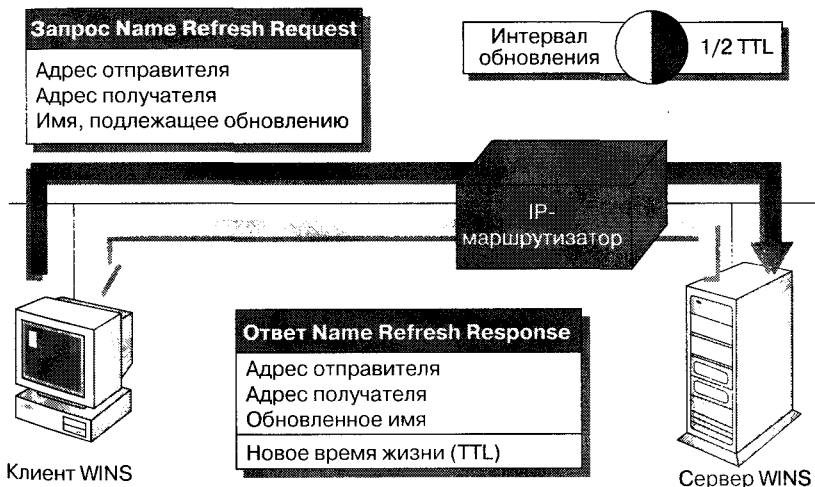 Запрос Name Refresh Request
Адрес отправителя
Адрес получателя
Имя, подлежащее обновлению
Интервал
обновления
1/2 TTL
IP-
маршрутизатор
Ответ Name Refresh Response
Адрес отправителя
Адрес получателя
Обновленное имя
Новое время жизни (TTL)
Клиент WINS
Сервер WINS